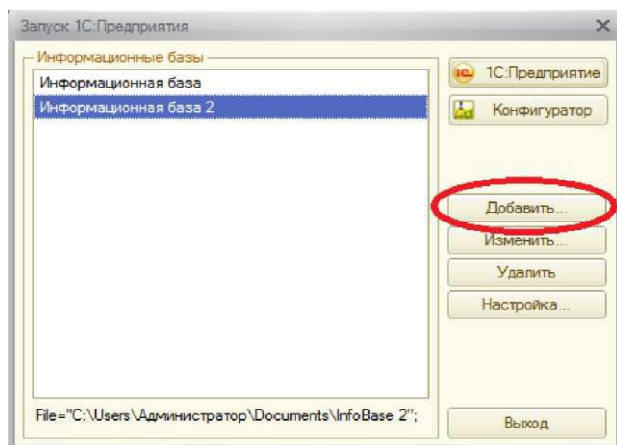 Запуск 1С:Предприятия
Информационные базы
Информационная база
Информационная база 2
1С:Предприятие
Конфигуратор
Добавить...
Изменить...
Удалить
Настройка...
File="C:\Users\Администратор\Documents\InfoBase 2";
Выход